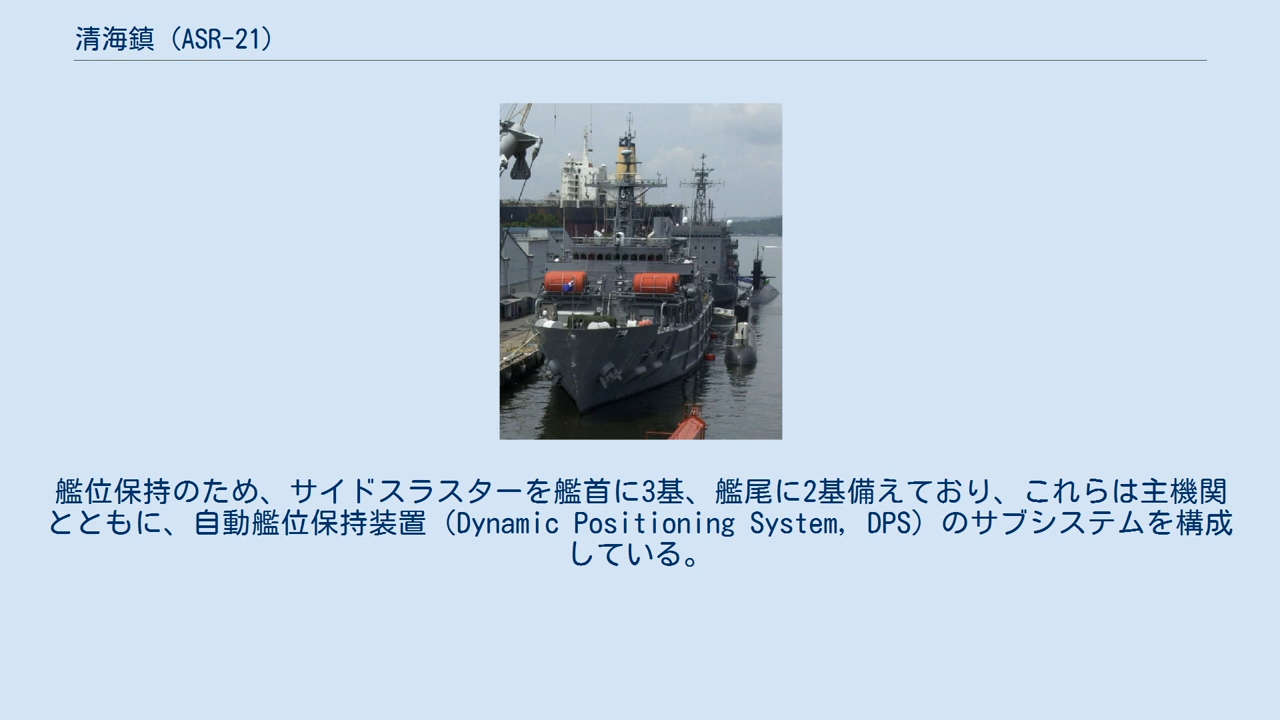 清海鎮（ASR-21）
艦位保持のため、サイドスラスターを艦首に3基、艦尾に2基備えており、これらは主機関
とともに、自動艦位保持装置（Dynamic Positioning System, DPS）のサブシステムを構成
している。